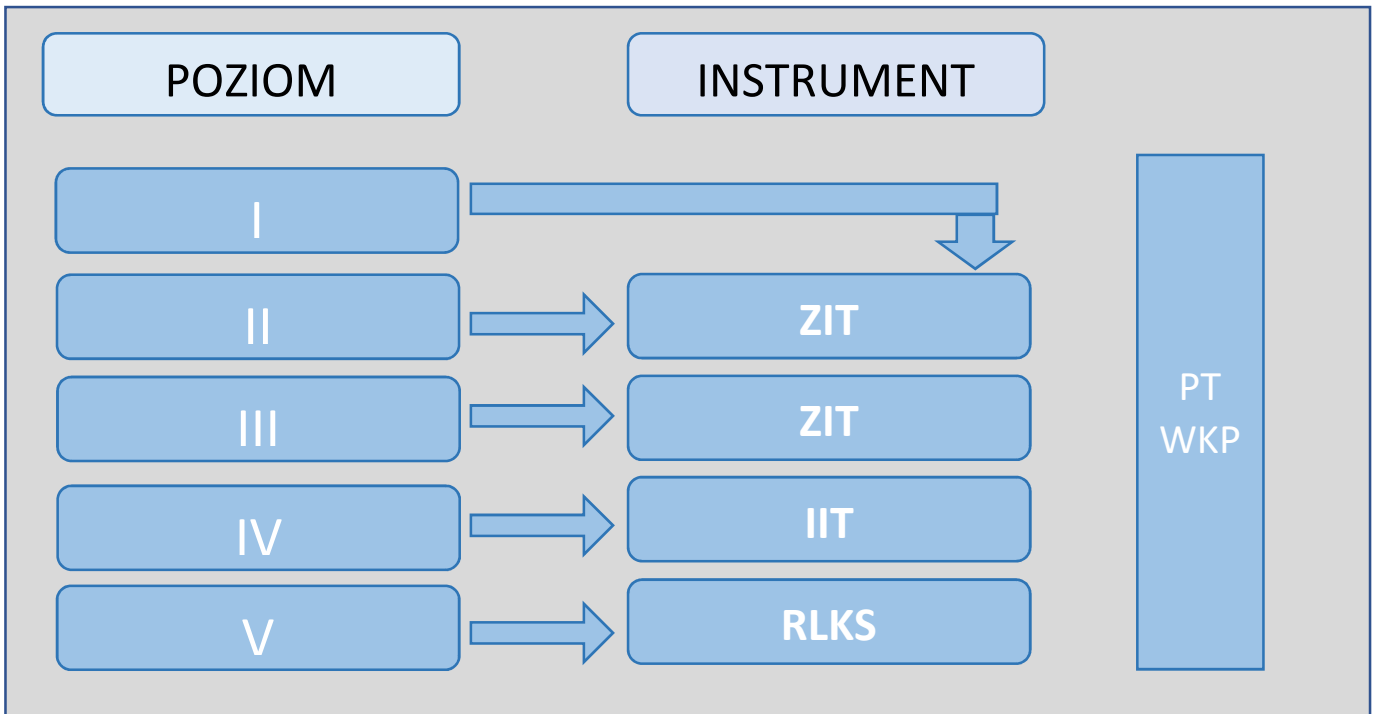 POZIOM
INSTRUMENT
I
II
ZIT
III
ZIT
IV
IIT
V
RLKS
PT
WKP